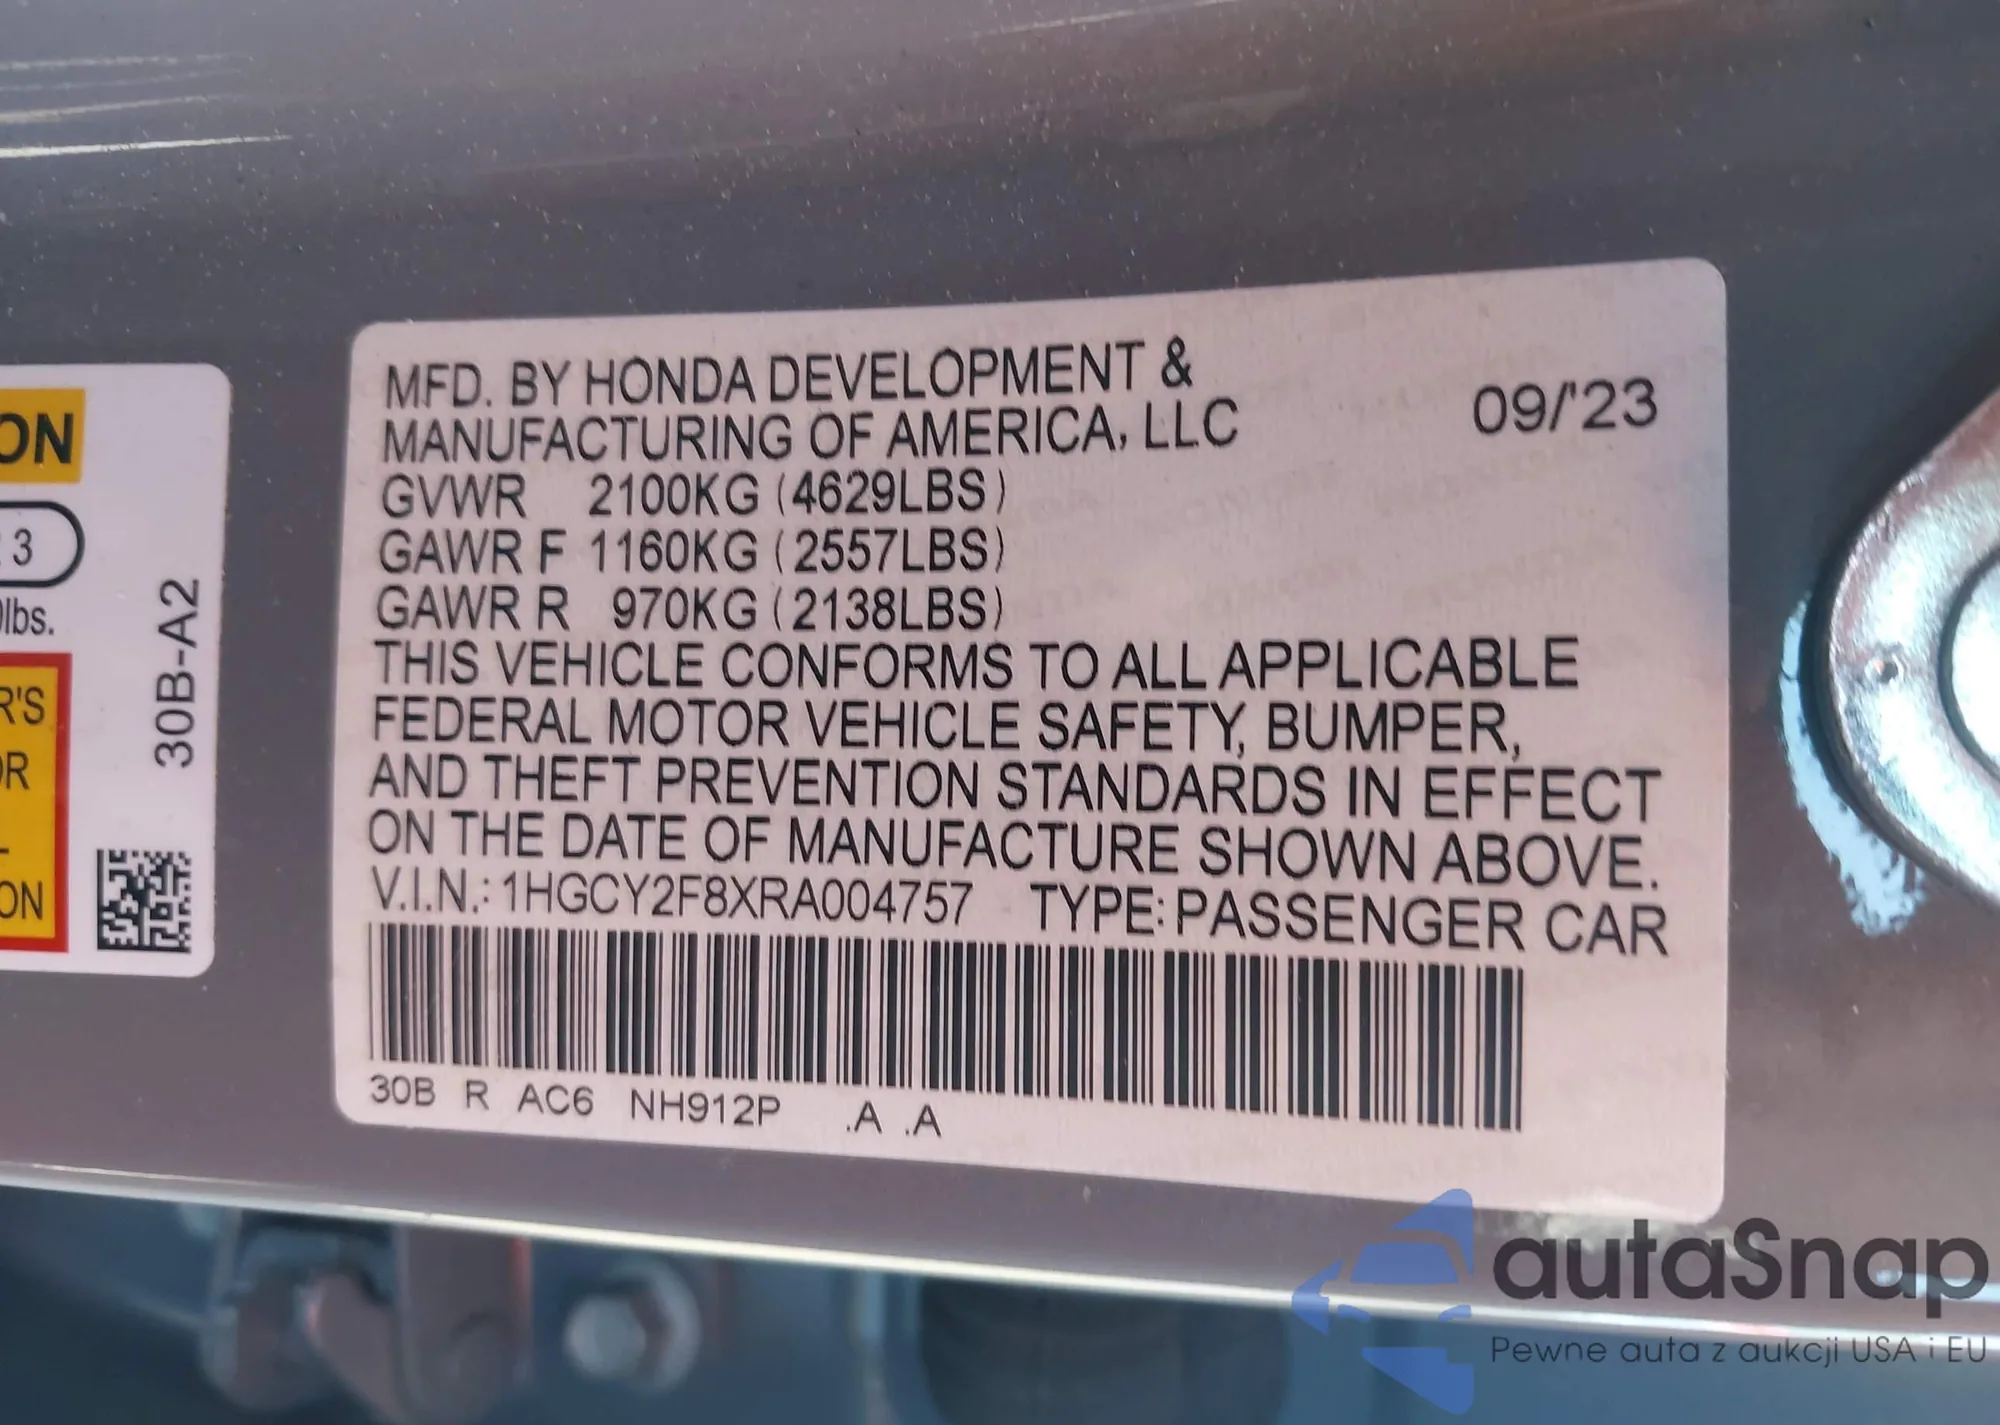 MFD. BY HONDA DEVELOPMENT &
MANUFACTURING OF AMERICA, LLC
09/'23
GVWR 2100KG (4629LBS)
GAWR F 1160KG (2557LBS)
GAWR R 970KG (2138LBS)
THIS VEHICLE CONFORMS TO ALL APPLICABLE
FEDERAL MOTOR VEHICLE SAFETY, BUMPER,
AND THEFT PREVENTION STANDARDS IN EFFECT
ON THE DATE OF MANUFACTURE SHOWN ABOVE.
V.I.N.: 1HGCY2F8XRA004757 TYPE: PASSENGER CAR
30B R AC6 NH912P .A .A
ON
3
lbs.
R'S
OR
ON
30B-A2
autaSnap
Pewne auta z aukcji USA i EU